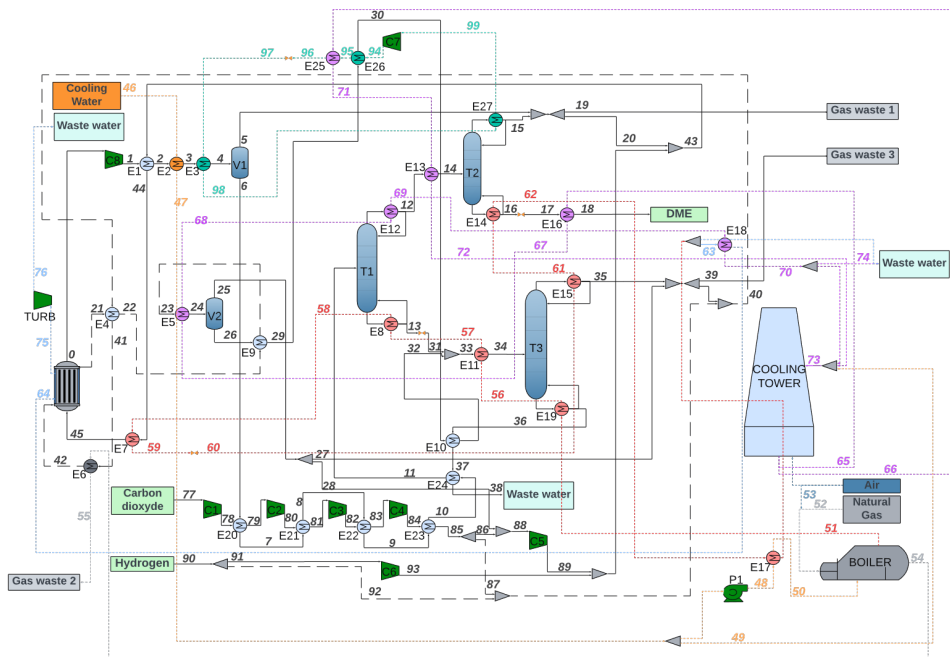 30
99
C7
97
96
95
94
E25
E26
71
Cooling
Water
46
Waste water
E27
19
Gas waste 1
15
5
C8
1
2
3
4
V1
E1
E2
E3
44
6
98
47
E13
14
T2
20
43
Gas waste 3
62
69
12
E12
E14
16
17
18
E16
DME
68
67
E18
63
74
Waste water
72
70
76
TURB
75
21
22
E4
41
23
24
E5
25
V2
26
E9
29
T1
58
E8
13
57
61
E15
35
39
40
32
31
33
E11
34
T3
COOLING
TOWER
73
0
64
56
E19
45
E7
59
60
42
E6
36
E10
27
37
E24
11
28
38
Waste water
65
66
Carbon
dioxyde
77
C1
78
79
E20
C2
8
80
81
E21
C3
82
83
E22
C4
10
84
E23
85
86
88
C5
7
9
53
52
Air
Natural
Gas
55
51
Hydrogen
90
91
C6
93
89
92
87
E17
BOILER
54
Gas waste 2
P1
48
50
49